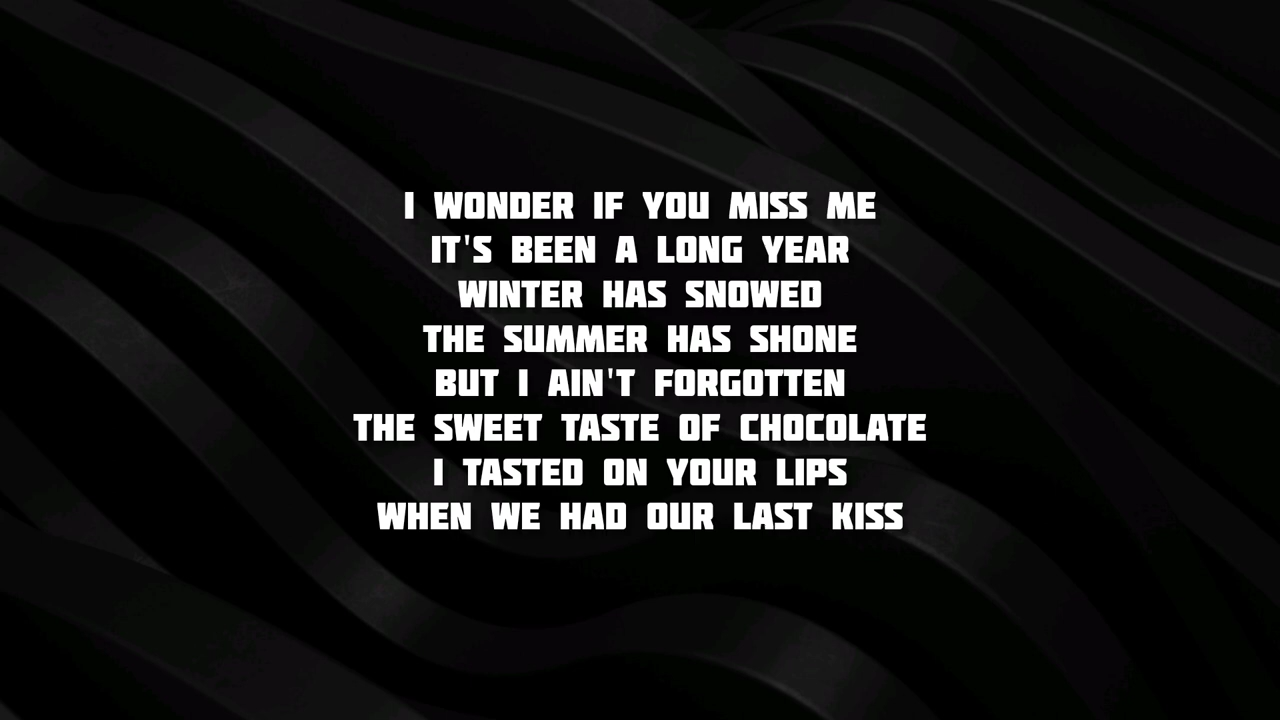 I WONDER IF YOU MISS ME
IT'S BEEN A LONG YEAR
WINTER HAS SNOWED
THE SUMMER HAS SHONE
BUT I AIN'T FORGOTTEN
THE SWEET TASTE OF CHOCOLATE
I TASTED ON YOUR LIPS
WHEN WE HAD OUR LAST KISS